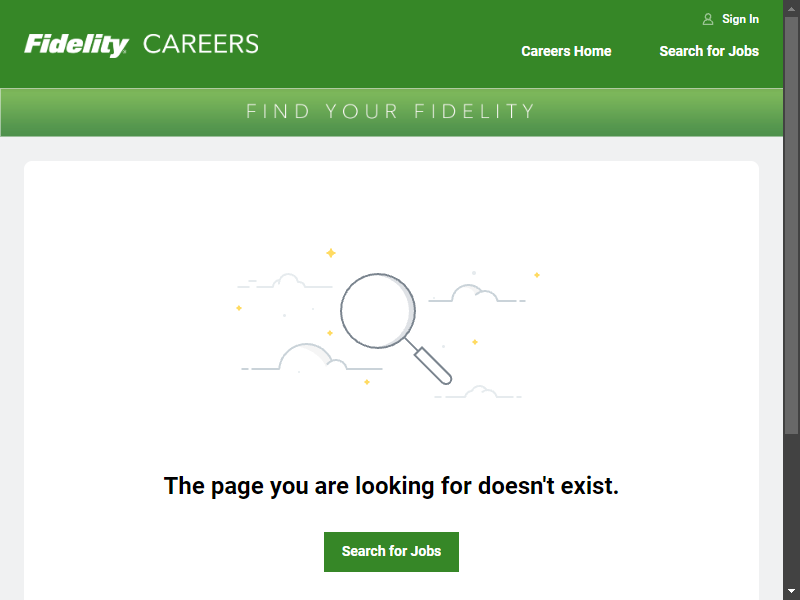 Sign In
Fidelity CAREERS
Careers Home
Search for Jobs
FIND YOUR FIDELITY
The page you are looking for doesn't exist.
Search for Jobs